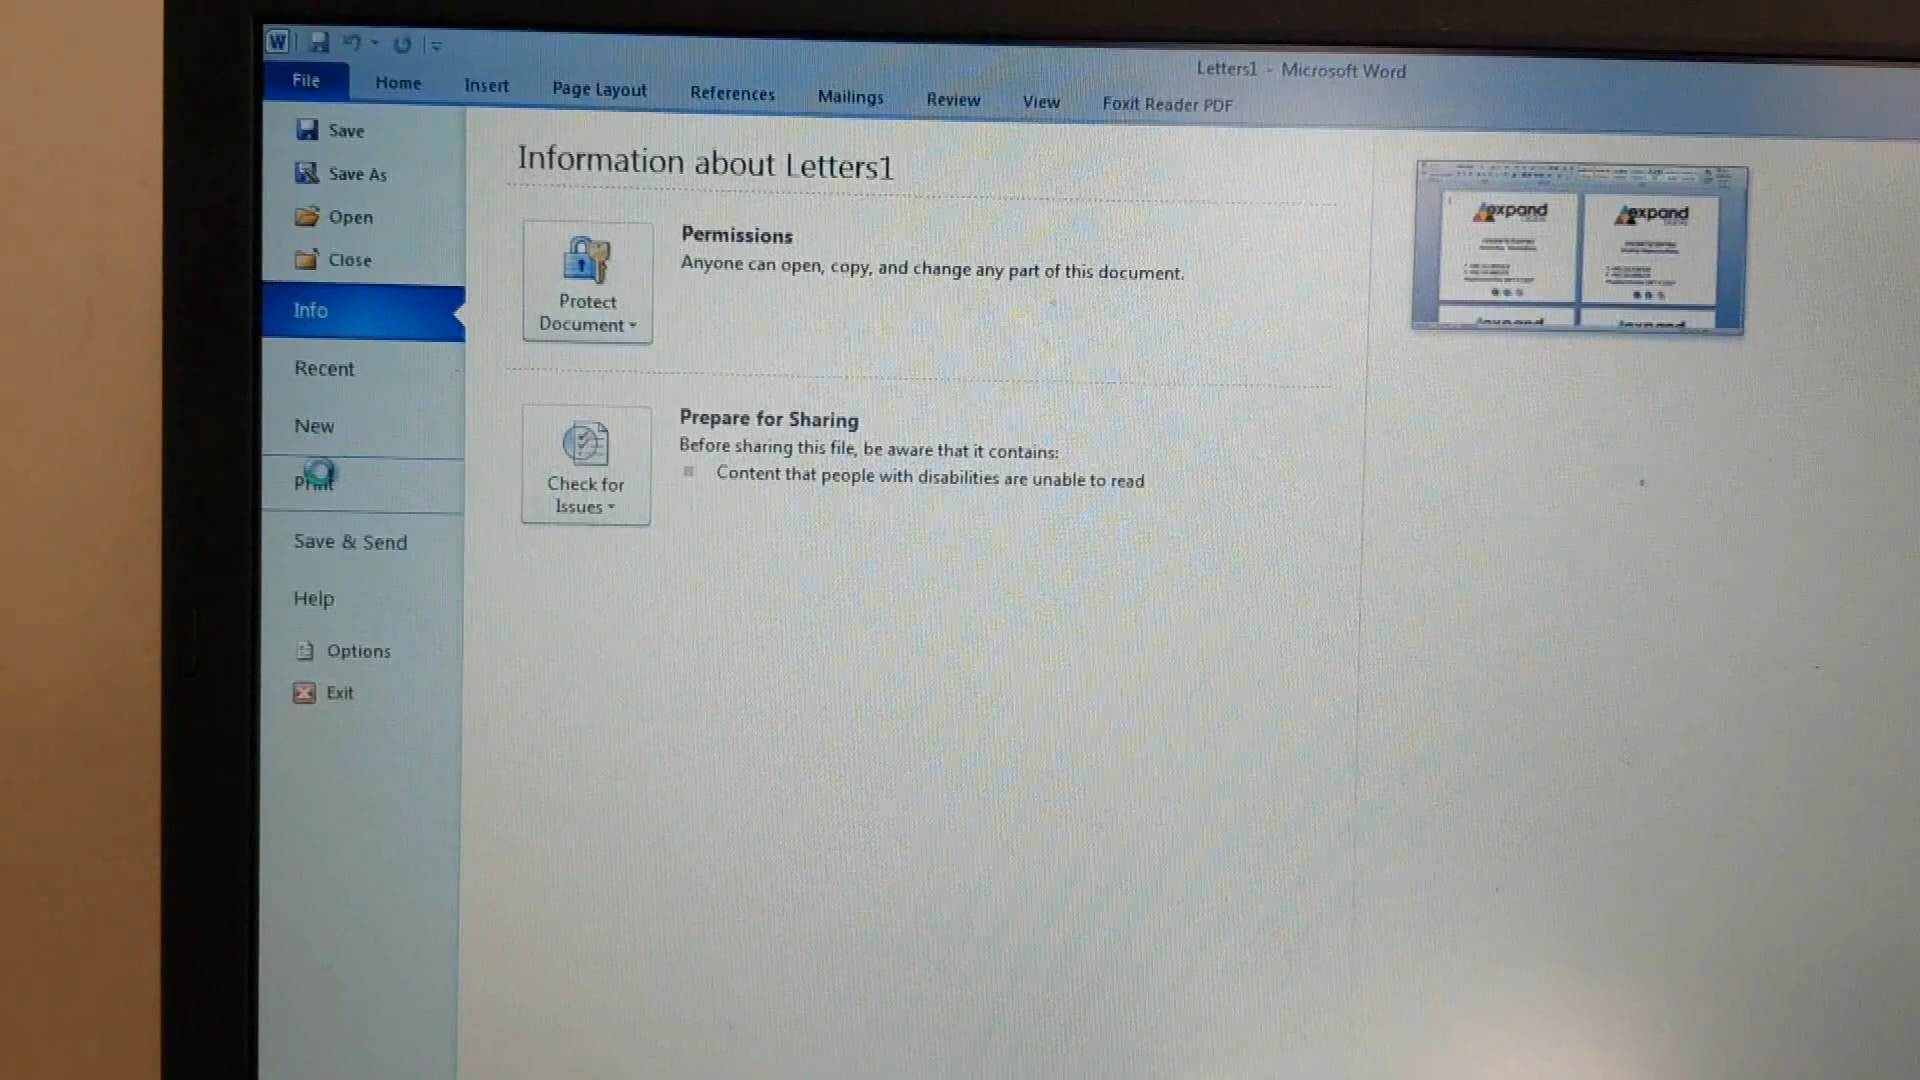 W
Letters1 - Microsoft Word
File Home Insert Page Layout References Mailings Review View Foxit Reader PDF
Save
Save As
Open
Close
Info
Recent
New
Print
Save & Send
Help
Options
Exit
Information about Letters1
Protect
Document
Permissions
Anyone can open, copy, and change any part of this document.
Check for
Issues
Prepare for Sharing
Before sharing this file, be aware that it contains:
Content that people with disabilities are unable to read
expand
expand